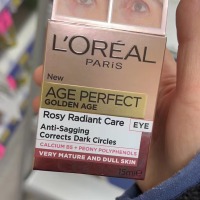 L'ORÉAL
PARIS
New
AGE PERFECT
GOLDEN AGE
Rosy Radiant Care
EYE
Anti-Sagging
Corrects Dark Circles
CALCIUM B5 + PEONY POLYPHENOLS
VERY MATURE AND DULL SKIN
15ml e